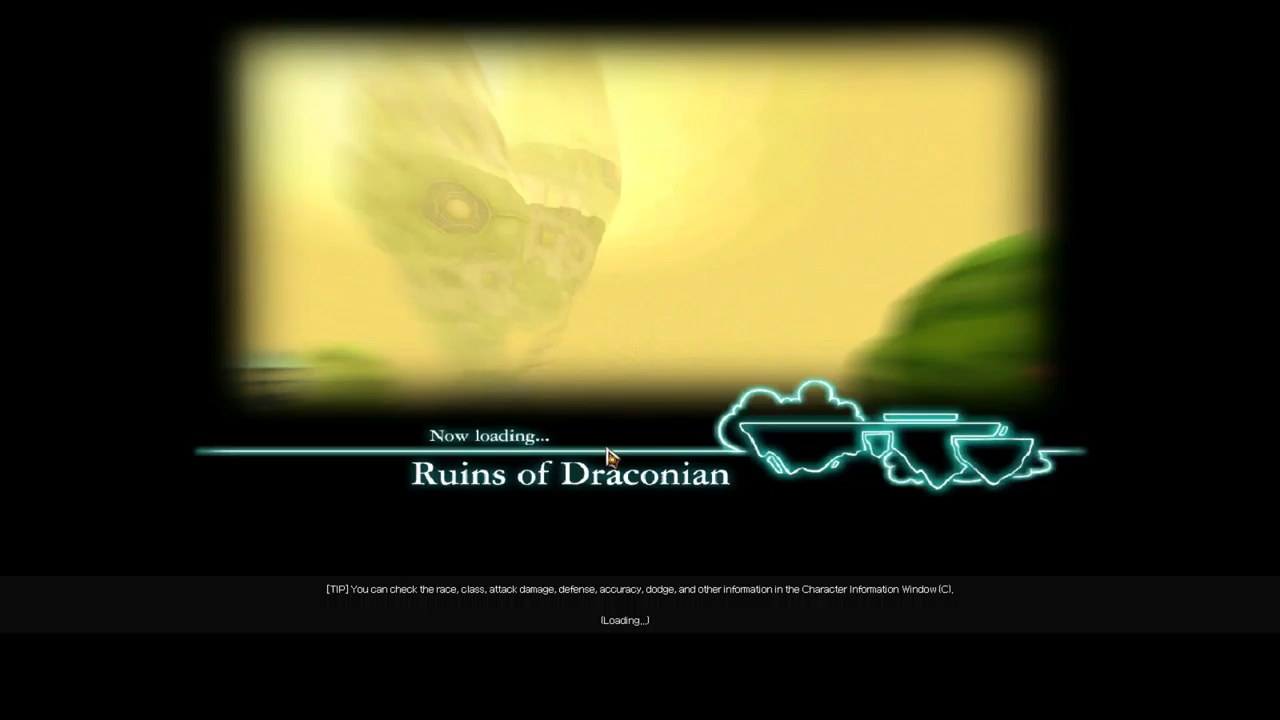 Now loading...
Ruins of Draconian
[TIP] You can check the race, class, attack damage, defense, accuracy, dodge, and other information in the Character Information Window (C).
(Loading...)